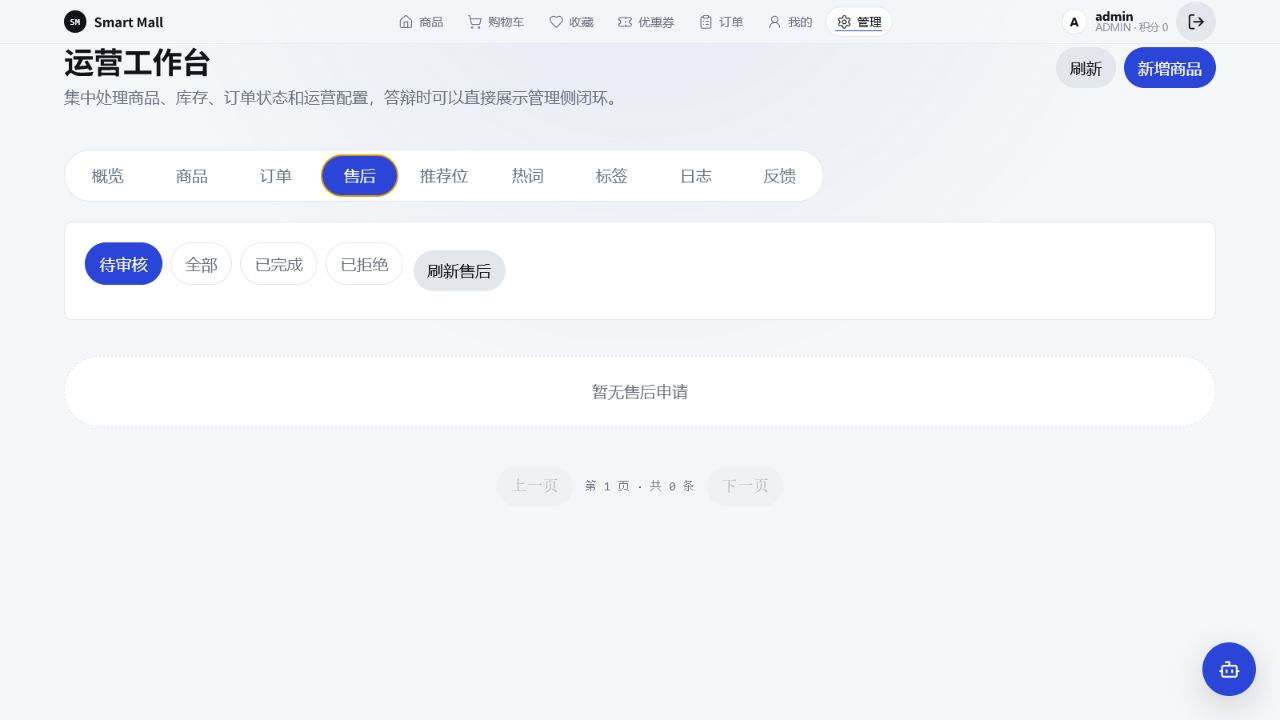 SM Smart Mall 商品 购物车 收藏 优惠券 订单 我的 管理 A admin
ADMIN · 积分 0
运营工作台 刷新 新增商品
集中处理商品、库存、订单状态和运营配置，答辩时可以直接展示管理侧闭环。
概览 商品 订单 售后 推荐位 热词 标签 日志 反馈
待审核 全部 已完成 已拒绝 刷新售后
暂无售后申请
上一页 第 1 页 · 共 0 条 下一页